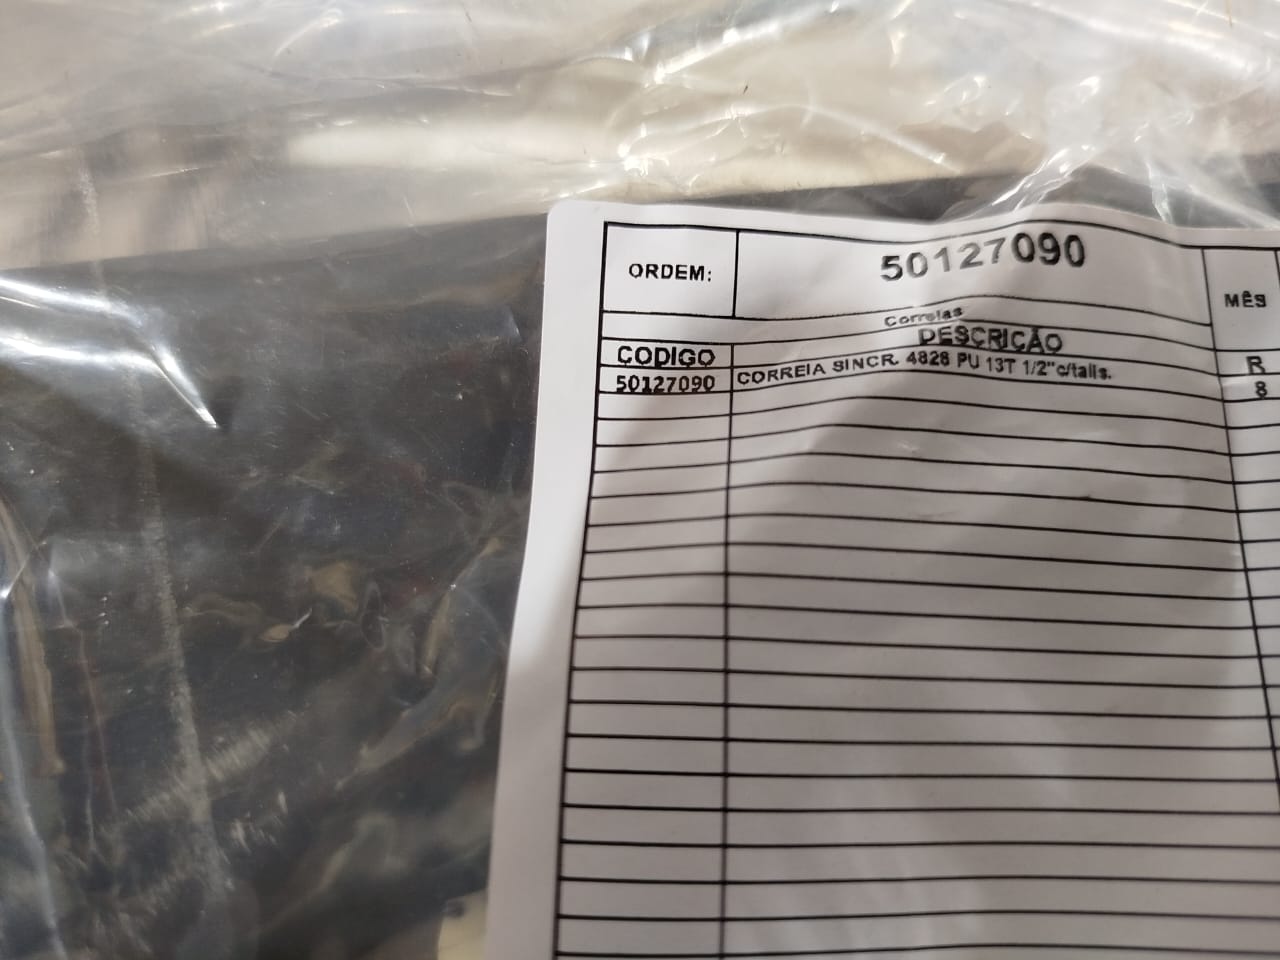 ORDEM: 50127090 MÊS
Correias
CODIGO DESCRIÇÃO R
50127090 CORREIA SINCR. 4826 PU 13T 1/2"c/talis. 8